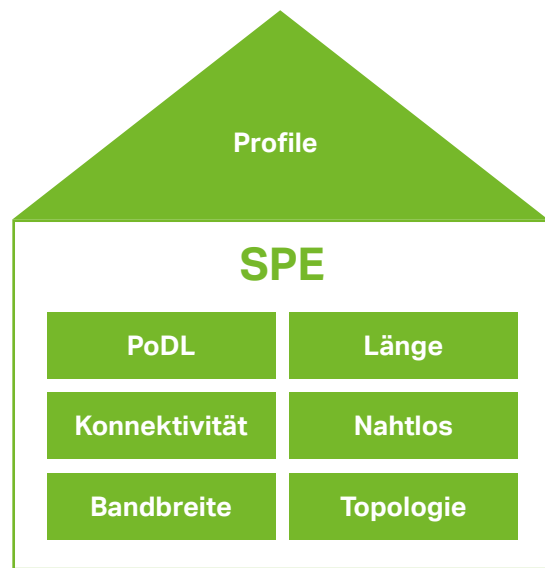 Profile
SPE
PoDL
Länge
Konnektivität
Nahtlos
Bandbreite
Topologie